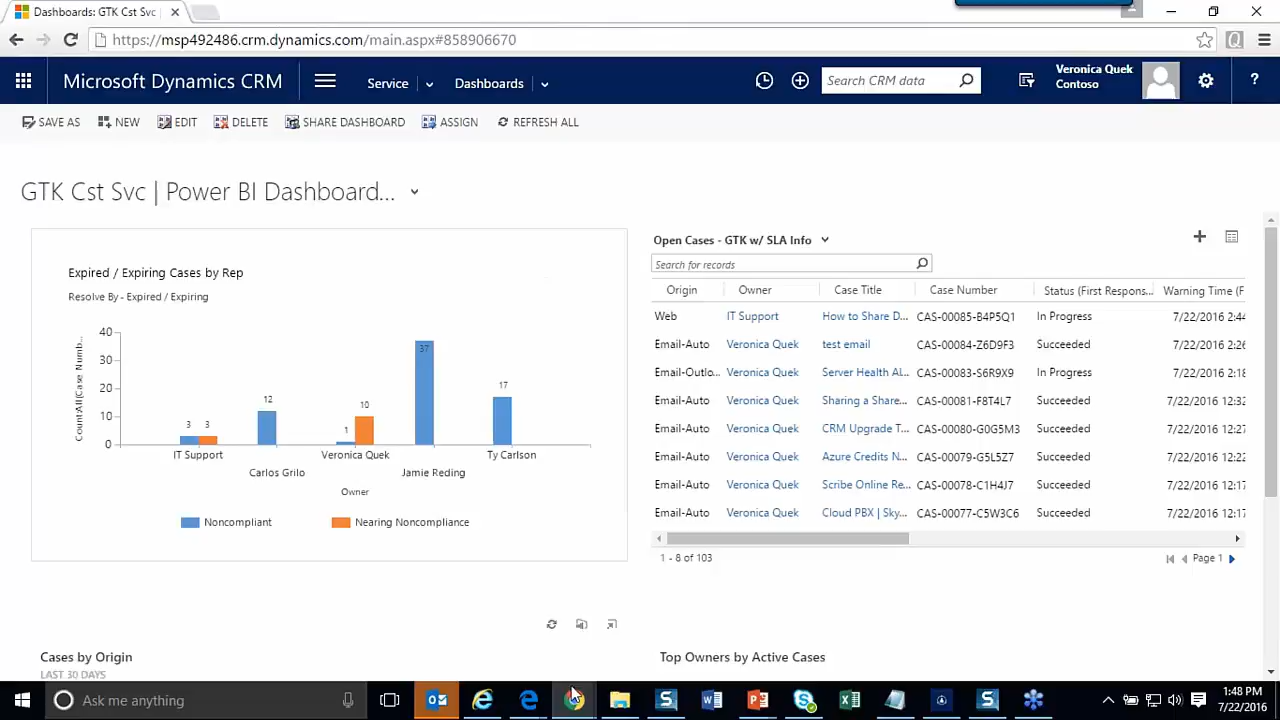 Dashboards: GTK Cst Svc |
https://msp492486.crm.dynamics.com/main.aspx#858906670
Microsoft Dynamics CRM
Service
Dashboards
Search CRM data
Veronica Quek
Contoso
?
SAVE AS
NEW
EDIT
DELETE
SHARE DASHBOARD
ASSIGN
REFRESH ALL
GTK Cst Svc | Power BI Dashboard...
Expired / Expiring Cases by Rep
Resolve By - Expired / Expiring
Count:All(Case Numb...
40
30
20
10
0
3
3
12
1
10
37
17
IT Support
Carlos Grilo
Veronica Quek
Jamie Reding
Ty Carlson
Owner
Noncompliant
Nearing Noncompliance
Open Cases - GTK w/ SLA Info
Search for records
Origin Owner Case Title Case Number Status (First Respons... Warning Time (F
Web IT Support How to Share D... CAS-00085-B4P5Q1 In Progress 7/22/2016 2:44
Email-Auto Veronica Quek test email CAS-00084-Z6D9F3 Succeeded 7/22/2016 2:26
Email-Outlo... Veronica Quek Server Health Al... CAS-00083-S6R9X9 In Progress 7/22/2016 2:18
Email-Auto Veronica Quek Sharing a Share... CAS-00081-F8T4L7 Succeeded 7/22/2016 12:32
Email-Auto Veronica Quek CRM Upgrade T... CAS-00080-G0G5M3 Succeeded 7/22/2016 12:27
Email-Auto Veronica Quek Azure Credits N... CAS-00079-G5L5Z7 Succeeded 7/22/2016 12:22
Email-Auto Veronica Quek Scribe Online Re... CAS-00078-C1H4J7 Succeeded 7/22/2016 12:17
Email-Auto Veronica Quek Cloud PBX | Sky... CAS-00077-C5W3C6 Succeeded 7/22/2016 12:17
1 - 8 of 103
Page 1
Cases by Origin
LAST 30 DAYS
Top Owners by Active Cases
Ask me anything
1:48 PM
7/22/2016